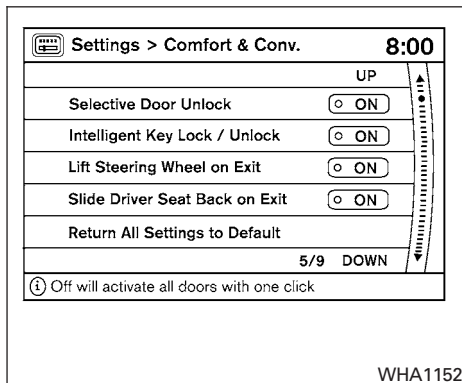 Settings > Comfort & Conv. 8:00
UP
Selective Door Unlock ON
Intelligent Key Lock / Unlock ON
Lift Steering Wheel on Exit ON
Slide Driver Seat Back on Exit ON
Return All Settings to Default
5/9 DOWN
i Off will activate all doors with one click
WHA1152